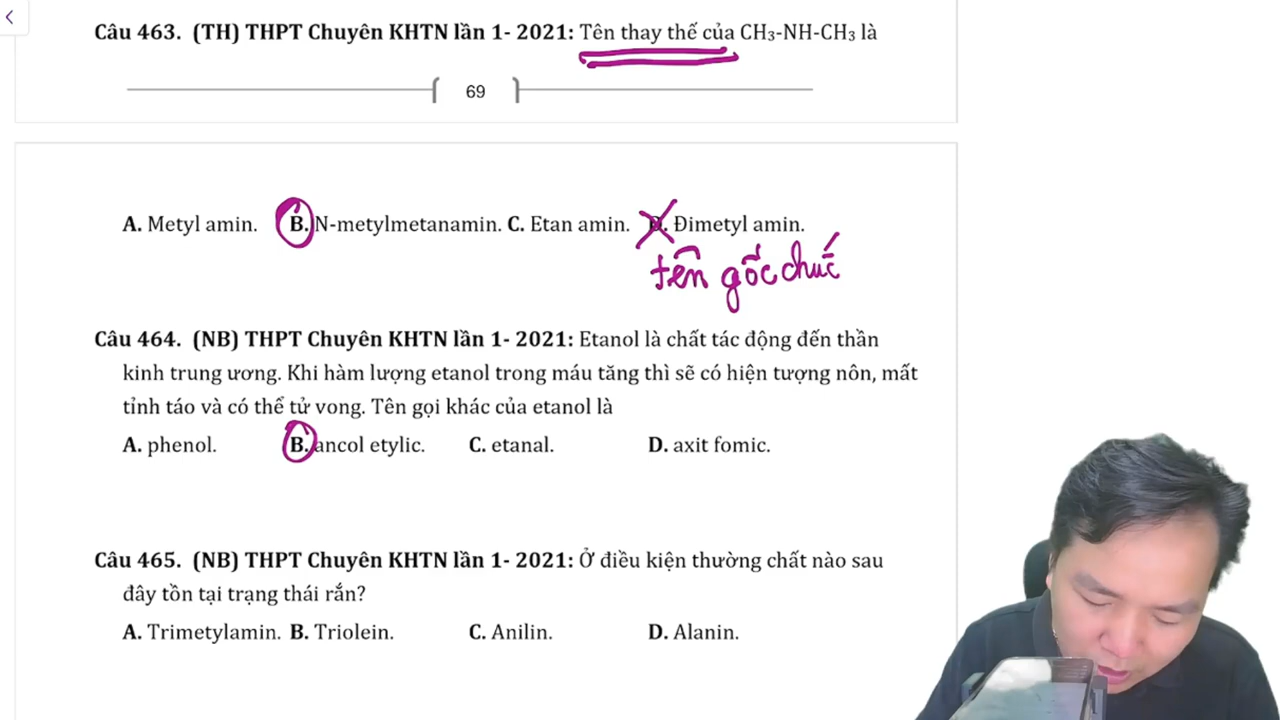 Câu 463. (TH) THPT Chuyên KHTN lần 1- 2021: Tên thay thế của CH₃-NH-CH₃ là
69
A. Metyl amin. B. N-metylmetanamin. C. Etan amin. D. Đimetyl amin.
tên gốc chức
Câu 464. (NB) THPT Chuyên KHTN lần 1- 2021: Etanol là chất tác động đến thần
kinh trung ương. Khi hàm lượng etanol trong máu tăng thì sẽ có hiện tượng nôn, mất
tỉnh táo và có thể tử vong. Tên gọi khác của etanol là
A. phenol. B. ancol etylic. C. etanal. D. axit fomic.
Câu 465. (NB) THPT Chuyên KHTN lần 1- 2021: Ở điều kiện thường chất nào sau
đây tồn tại trạng thái rắn?
A. Trimetylamin. B. Triolein. C. Anilin. D. Alanin.